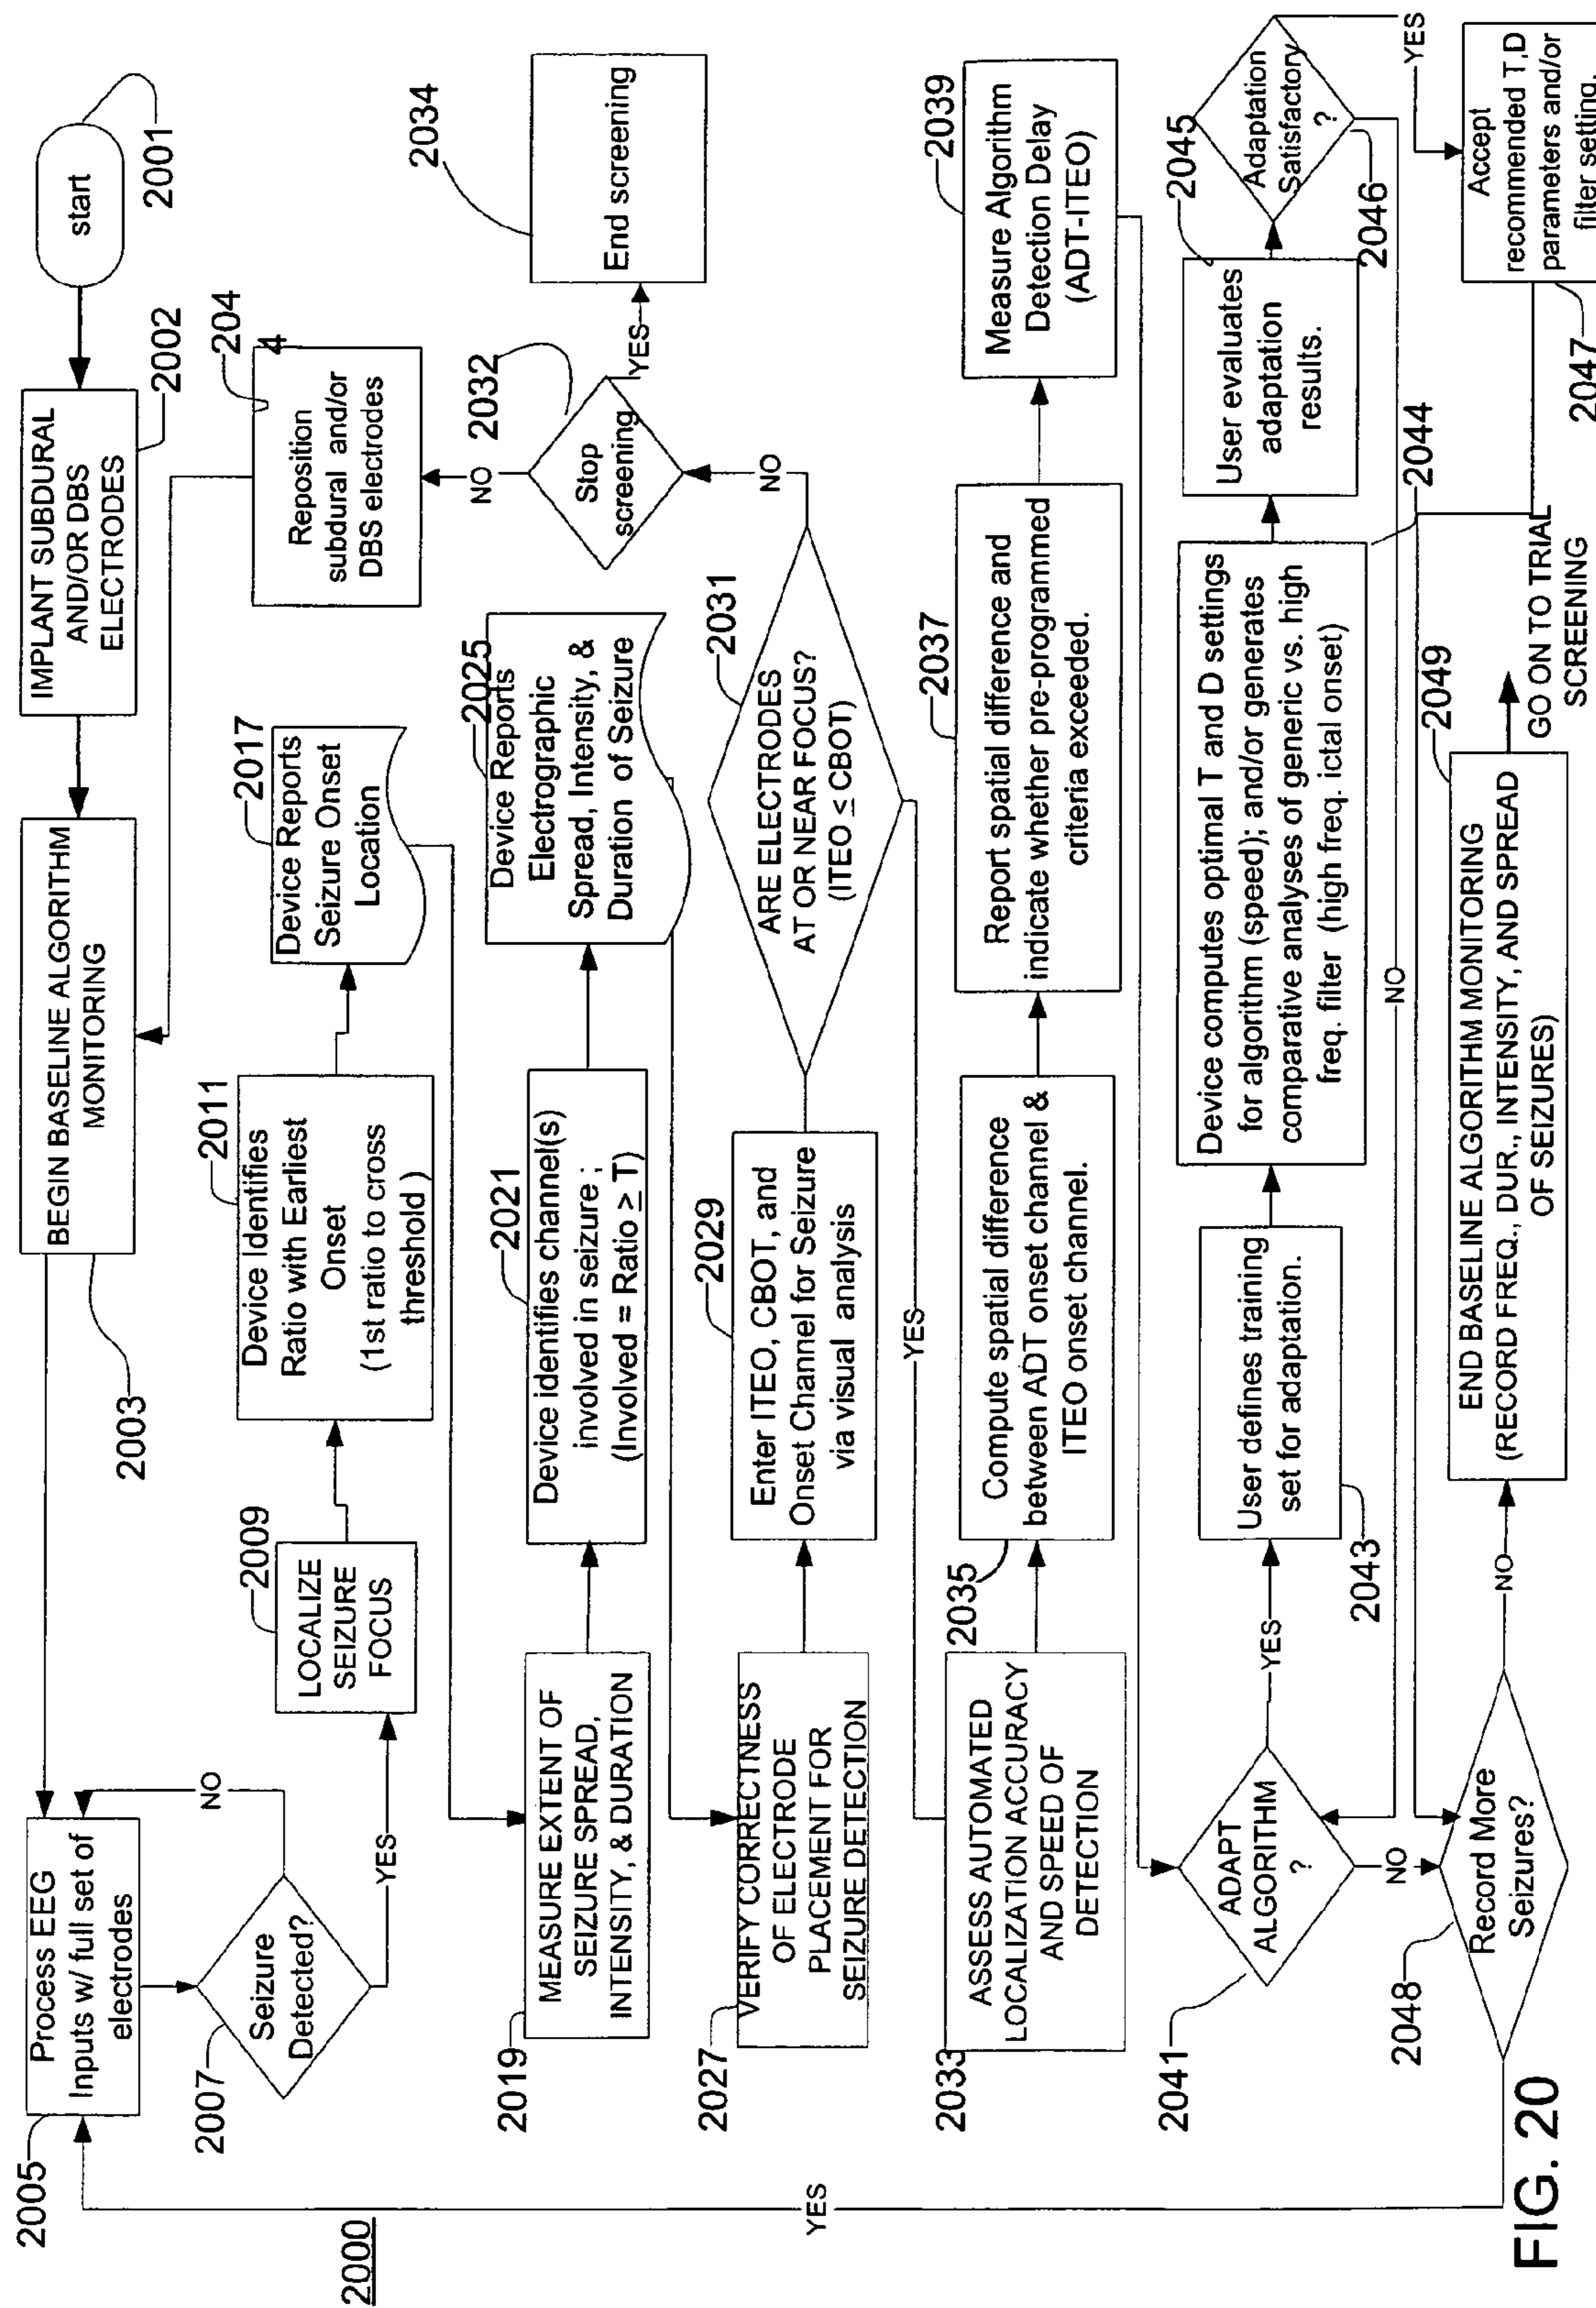 start
2001
IMPLANT SUBDURAL
AND/OR DBS
ELECTRODES
2002
BEGIN BASELINE ALGORITHM
MONITORING
2003
Process EEG
Inputs w/ full set of
electrodes
2005
2000
Seizure
Detected?
2007
NO
YES
LOCALIZE
SEIZURE
FOCUS
2009
Device Identifies
Ratio with Earliest
Onset
(1st ratio to cross
threshold )
2011
Device Reports
Seizure Onset
Location
2017
Reposition
subdural and/or
DBS electrodes
204
4
MEASURE EXTENT OF
SEIZURE SPREAD,
INTENSITY, & DURATION
2019
Device identifies channel(s)
involved in seizure ;
(Involved = Ratio ≥ T)
2021
Device Reports
Electrographic
Spread, Intensity, &
Duration of Seizure
2025
Stop
screening
2032
NO
YES
End screening
2034
VERIFY CORRECTNESS
OF ELECTRODE
PLACEMENT FOR
SEIZURE DETECTION
2027
Enter ITEO, CBOT, and
Onset Channel for Seizure
via visual analysis
2029
ARE ELECTRODES
AT OR NEAR FOCUS?
(ITEO ≤ CBOT)
2031
NO
YES
ASSESS AUTOMATED
LOCALIZATION ACCURACY
AND SPEED OF
DETECTION
2033
Compute spatial difference
between ADT onset channel &
ITEO onset channel.
2035
Report spatial difference and
indicate whether pre-programmed
criteria exceeded.
2037
Measure Algorithm
Detection Delay
(ADT-ITEO)
2039
ADAPT
ALGORITHM
?
2041
YES
NO
User defines training
set for adaptation.
2043
Device computes optimal T and D settings
for algorithm (speed); and/or generates
comparative analyses of generic vs. high
freq. filter (high freq. ictal onset)
2044
User evaluates
adaptation
results.
2045
Adaptation
Satisfactory
?
2046
NO
YES
Accept
recommended T,D
parameters and/or
filter setting.
2047
Record More
Seizures?
2048
YES
NO
END BASELINE ALGORITHM MONITORING
(RECORD FREQ., DUR., INTENSITY, AND SPREAD
OF SEIZURES)
2049
GO ON TO TRIAL
SCREENING
FIG. 20